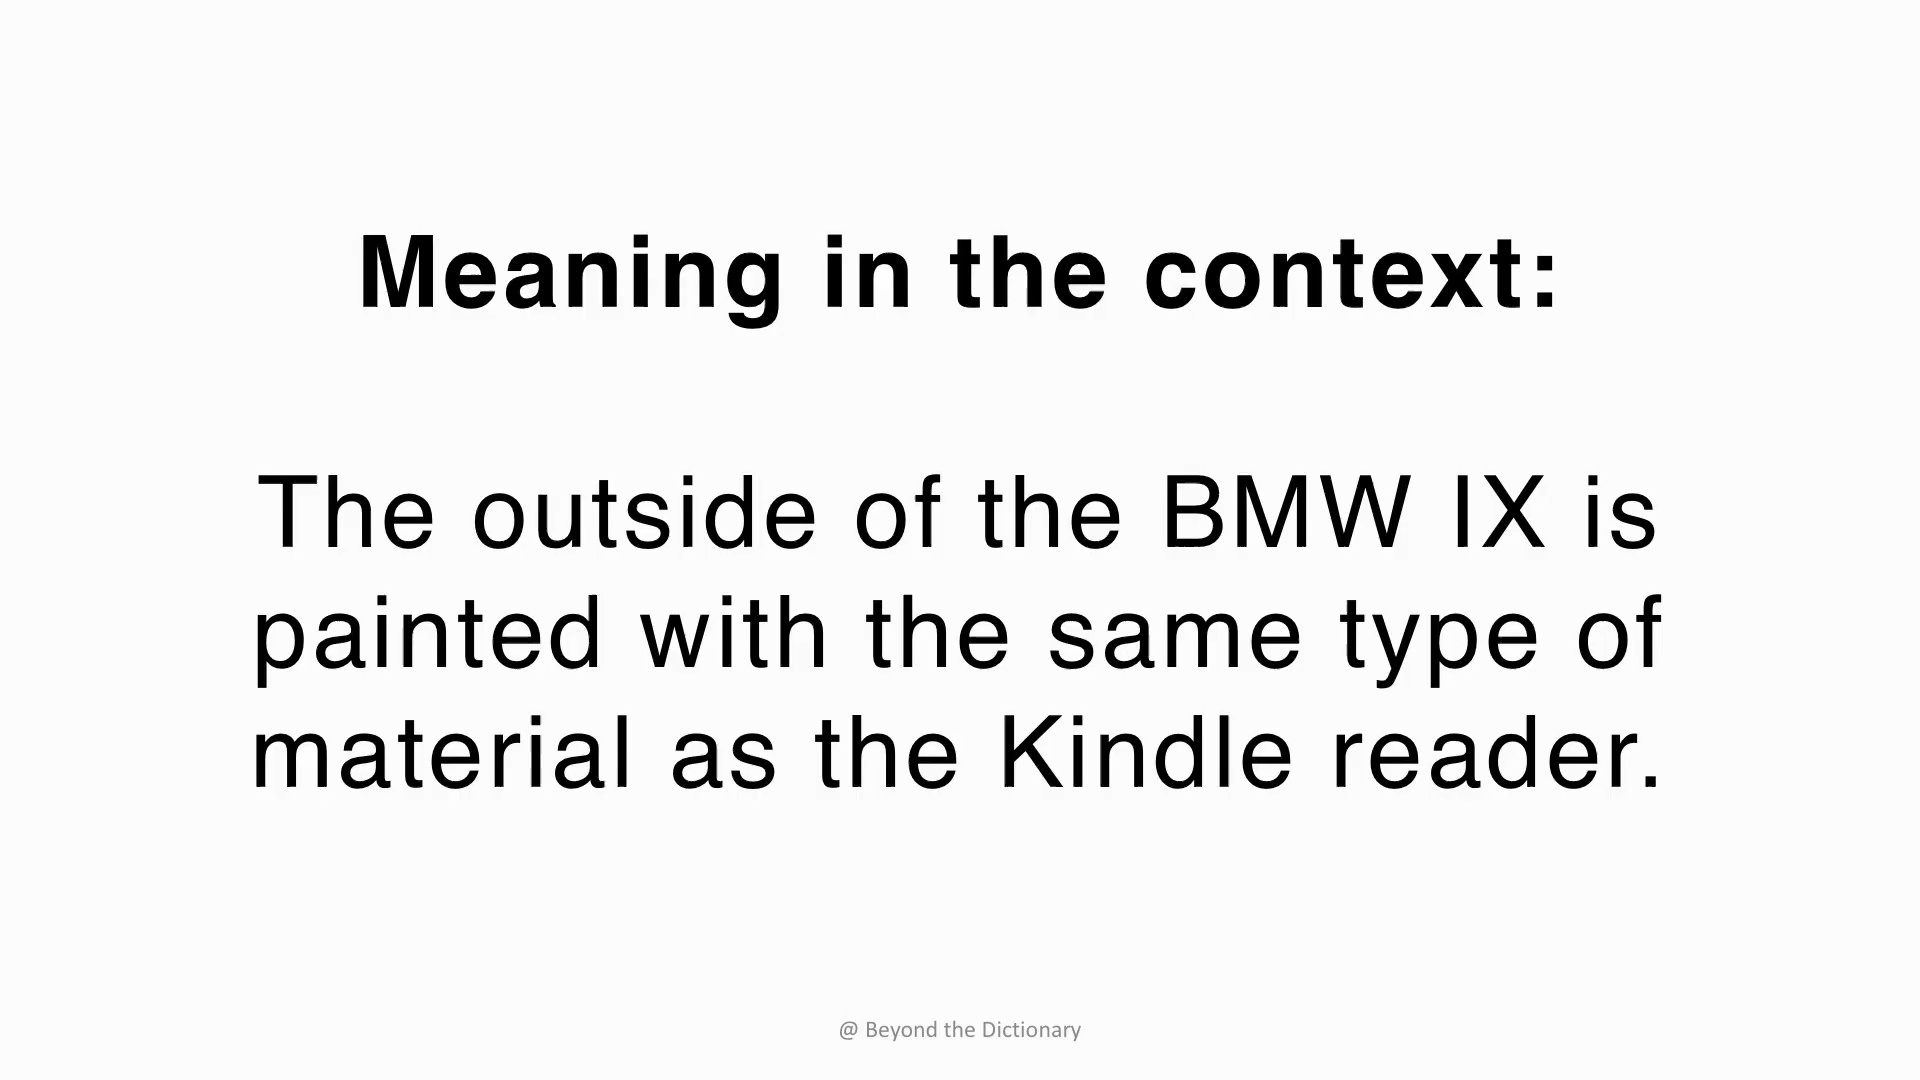 Meaning in the context:
The outside of the BMW IX is
painted with the same type of
material as the Kindle reader.
@ Beyond the Dictionary